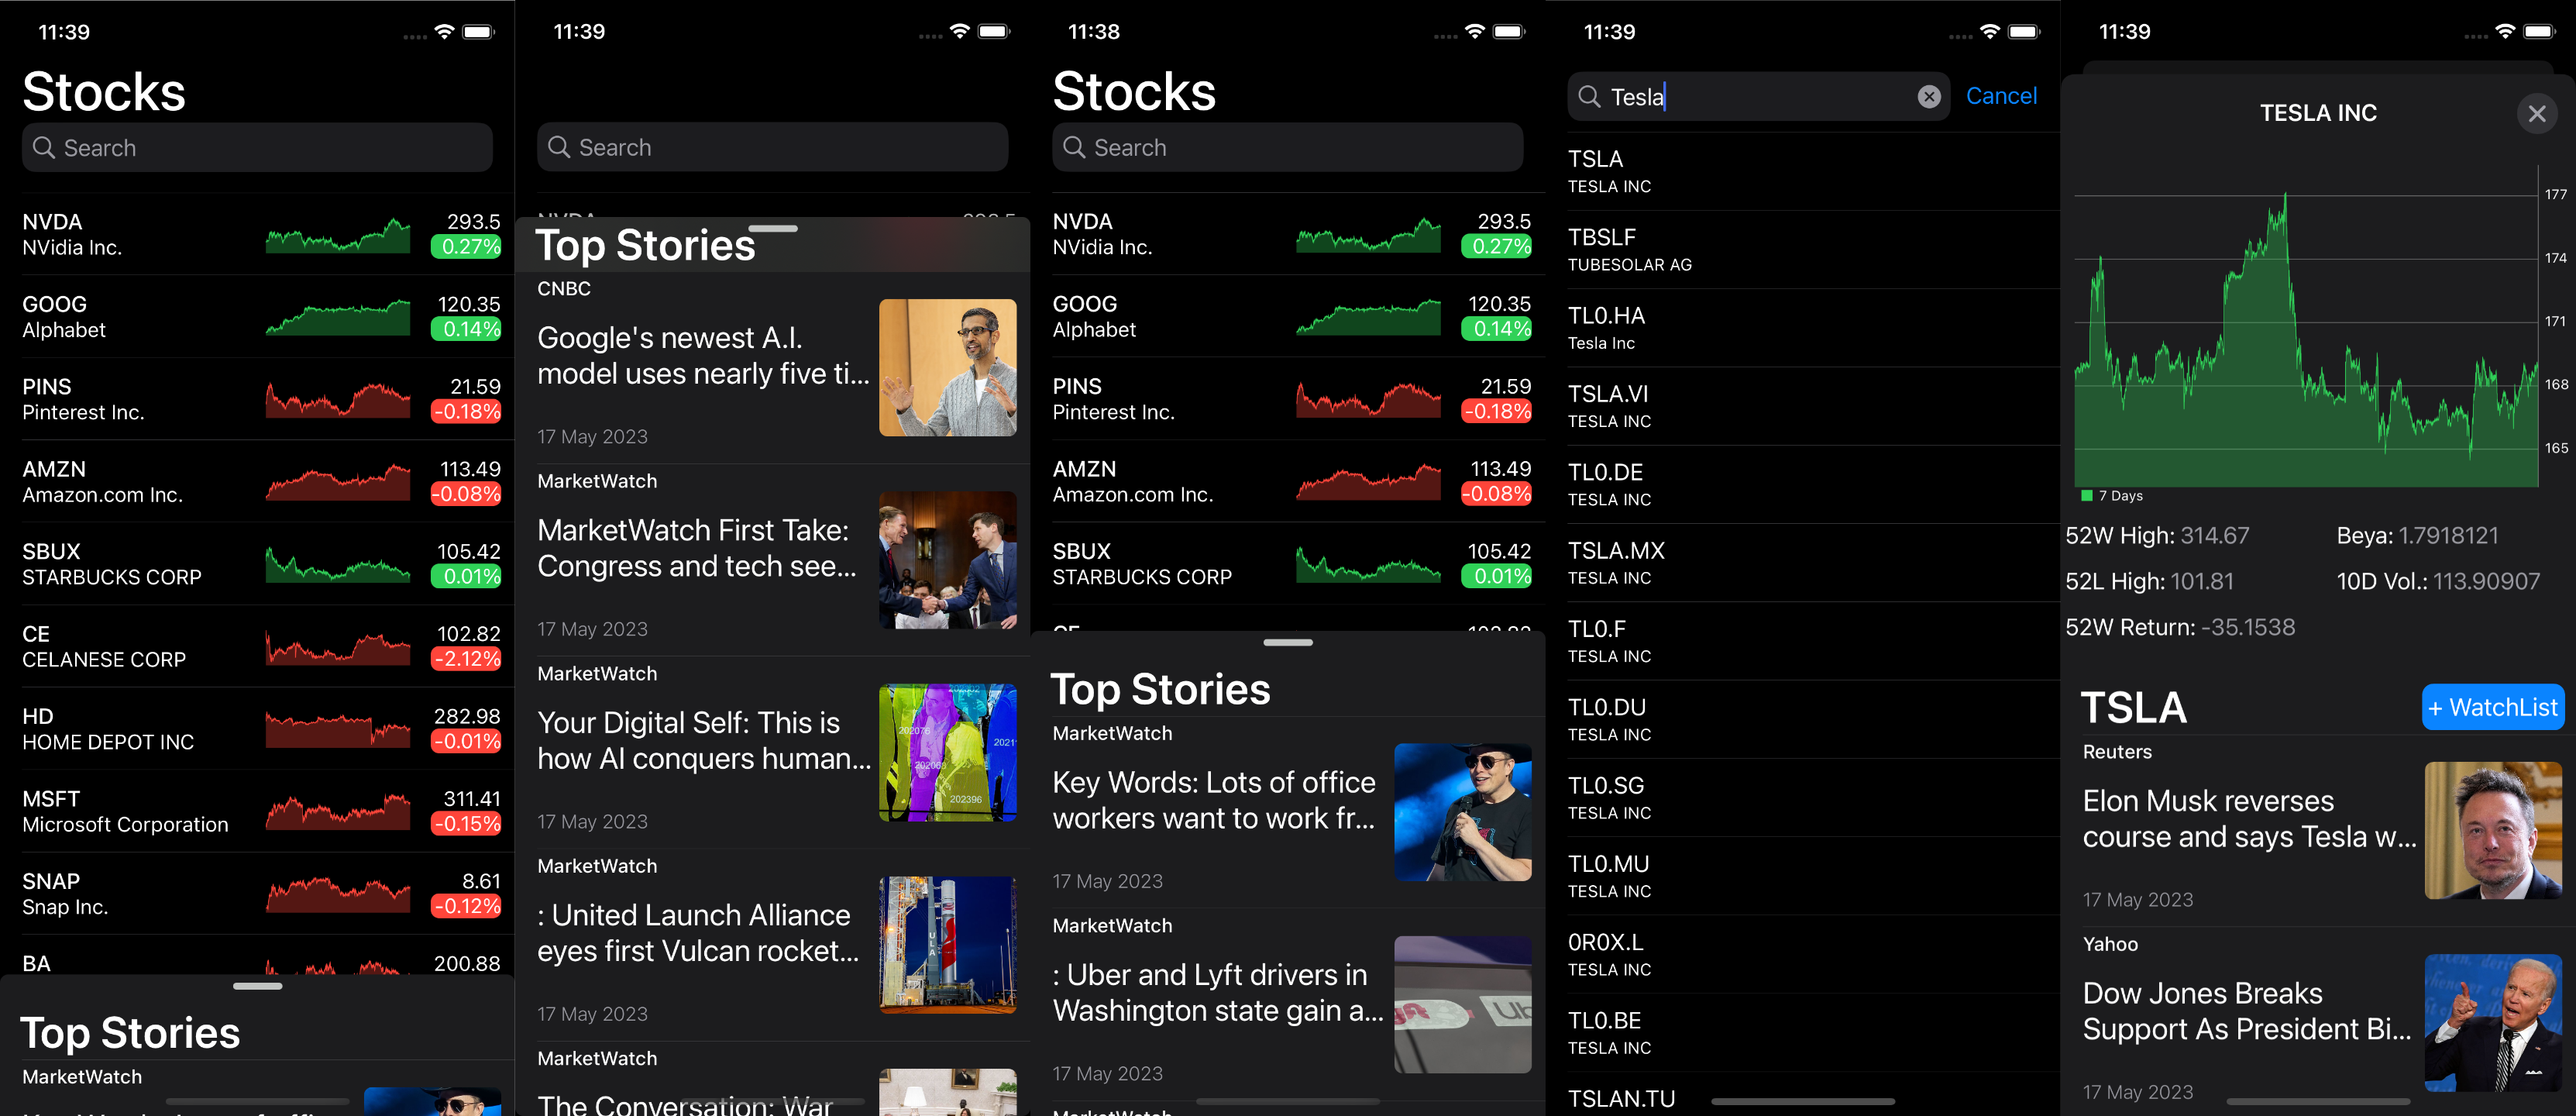 11:39
Stocks
Search
NVDA
NVidia Inc.
293.5
0.27%
GOOG
Alphabet
120.35
0.14%
PINS
Pinterest Inc.
21.59
-0.18%
AMZN
Amazon.com Inc.
113.49
-0.08%
SBUX
STARBUCKS CORP
105.42
0.01%
CE
CELANESE CORP
102.82
-2.12%
HD
HOME DEPOT INC
282.98
-0.01%
MSFT
Microsoft Corporation
311.41
-0.15%
SNAP
Snap Inc.
8.61
-0.12%
BA
200.88
Top Stories
MarketWatch
11:39
Search
Top Stories
CNBC
Google's newest A.I.
model uses nearly five ti...
17 May 2023
MarketWatch
MarketWatch First Take:
Congress and tech see...
17 May 2023
MarketWatch
Your Digital Self: This is
how AI conquers human...
17 May 2023
202076
2021
202396
MarketWatch
: United Launch Alliance
eyes first Vulcan rocket...
17 May 2023
ULA
MarketWatch
The Conversation: War
11:38
Stocks
Search
NVDA
NVidia Inc.
293.5
0.27%
GOOG
Alphabet
120.35
0.14%
PINS
Pinterest Inc.
21.59
-0.18%
AMZN
Amazon.com Inc.
113.49
-0.08%
SBUX
STARBUCKS CORP
105.42
0.01%
Top Stories
MarketWatch
Key Words: Lots of office
workers want to work fr...
17 May 2023
MarketWatch
: Uber and Lyft drivers in
Washington state gain a...
17 May 2023
11:39
Tesla
Cancel
TSLA
TESLA INC
TBSLF
TUBESOLAR AG
TL0.HA
Tesla Inc
TSLA.VI
TESLA INC
TL0.DE
TESLA INC
TSLA.MX
TESLA INC
TL0.F
TESLA INC
TL0.DU
TESLA INC
TL0.SG
TESLA INC
TL0.MU
TESLA INC
0R0X.L
TESLA INC
TL0.BE
TESLA INC
TSLAN.TU
11:39
TESLA INC
177
174
171
168
165
7 Days
52W High: 314.67
Beya: 1.7918121
52L High: 101.81
10D Vol.: 113.90907
52W Return: -35.1538
TSLA
+ WatchList
Reuters
Elon Musk reverses
course and says Tesla w...
17 May 2023
Yahoo
Dow Jones Breaks
Support As President Bi...
17 May 2023